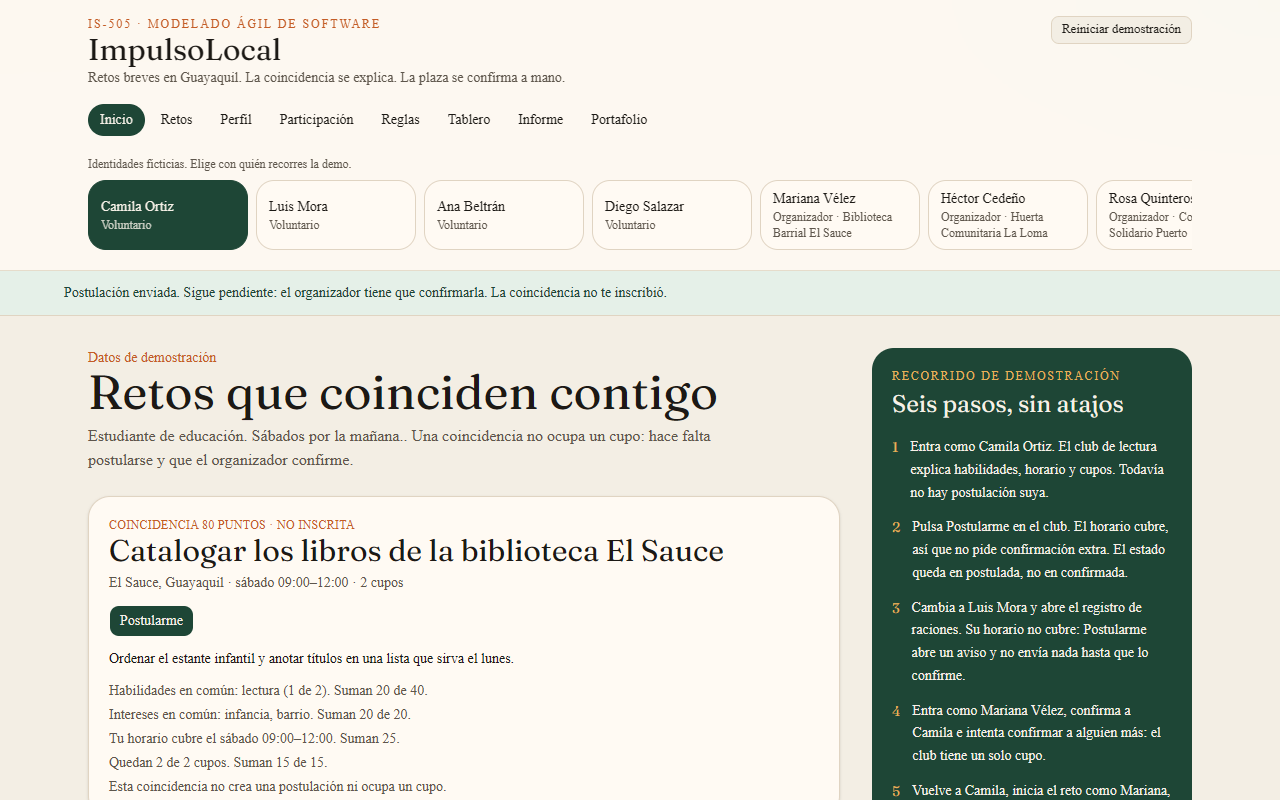 IS-505 · MODELADO ÁGIL DE SOFTWARE
ImpulsoLocal
Retos breves en Guayaquil. La coincidencia se explica. La plaza se confirma a mano.
Reiniciar demostración
Inicio
Retos
Perfil
Participación
Reglas
Tablero
Informe
Portafolio
Identidades ficticias. Elige con quién recorres la demo.
Camila Ortiz
Voluntario
Luis Mora
Voluntario
Ana Beltrán
Voluntario
Diego Salazar
Voluntario
Mariana Vélez
Organizador · Biblioteca
Barrial El Sauce
Héctor Cedeño
Organizador · Huerta
Comunitaria La Loma
Rosa Quinteros
Organizador · Co
Solidario Puerto
Postulación enviada. Sigue pendiente: el organizador tiene que confirmarla. La coincidencia no te inscribió.
Datos de demostración
Retos que coinciden contigo
Estudiante de educación. Sábados por la mañana.. Una coincidencia no ocupa un cupo: hace falta
postularse y que el organizador confirme.
COINCIDENCIA 80 PUNTOS · NO INSCRITA
Catalogar los libros de la biblioteca El Sauce
El Sauce, Guayaquil · sábado 09:00–12:00 · 2 cupos
Postularme
Ordenar el estante infantil y anotar títulos en una lista que sirva el lunes.
Habilidades en común: lectura (1 de 2). Suman 20 de 40.
Intereses en común: infancia, barrio. Suman 20 de 20.
Tu horario cubre el sábado 09:00–12:00. Suman 25.
Quedan 2 de 2 cupos. Suman 15 de 15.
Esta coincidencia no crea una postulación ni ocupa un cupo.
RECORRIDO DE DEMOSTRACIÓN
Seis pasos, sin atajos
1 Entra como Camila Ortiz. El club de lectura
explica habilidades, horario y cupos. Todavía
no hay postulación suya.
2 Pulsa Postularme en el club. El horario cubre,
así que no pide confirmación extra. El estado
queda en postulada, no en confirmada.
3 Cambia a Luis Mora y abre el registro de
raciones. Su horario no cubre: Postularme
abre un aviso y no envía nada hasta que lo
confirme.
4 Entra como Mariana Vélez, confirma a
Camila e intenta confirmar a alguien más: el
club tiene un solo cupo.
5 Vuelve a Camila, inicia el reto como Mariana,